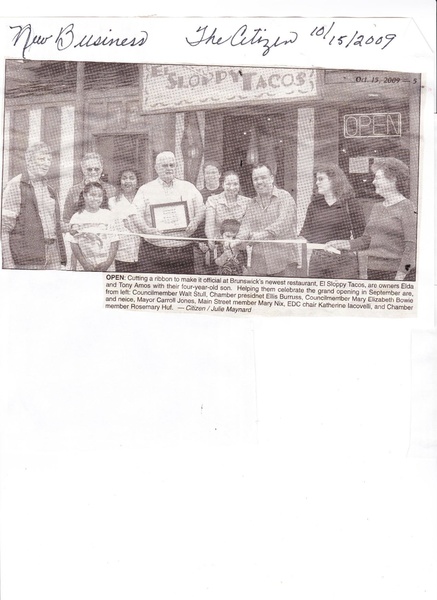 New Business The Citizen 10/15/2009
Oct. 15, 2009 — 5
EL
SLOPPY TACOS
OPEN
OPEN: Cutting a ribbon to make it official at Brunswick's newest restaurant, El Sloppy Tacos, are owners Elda
and Tony Amos with their four-year-old son. Helping them celebrate the grand opening in September are,
from left: Councilmember Walt Stull, Chamber presidnet Ellis Burruss, Councilmember Mary Elizabeth Bowie
and neice, Mayor Carroll Jones, Main Street member Mary Nix, EDC chair Katherine Iacovelli, and Chamber
member Rosemary Huf. — Citizen / Julie Maynard